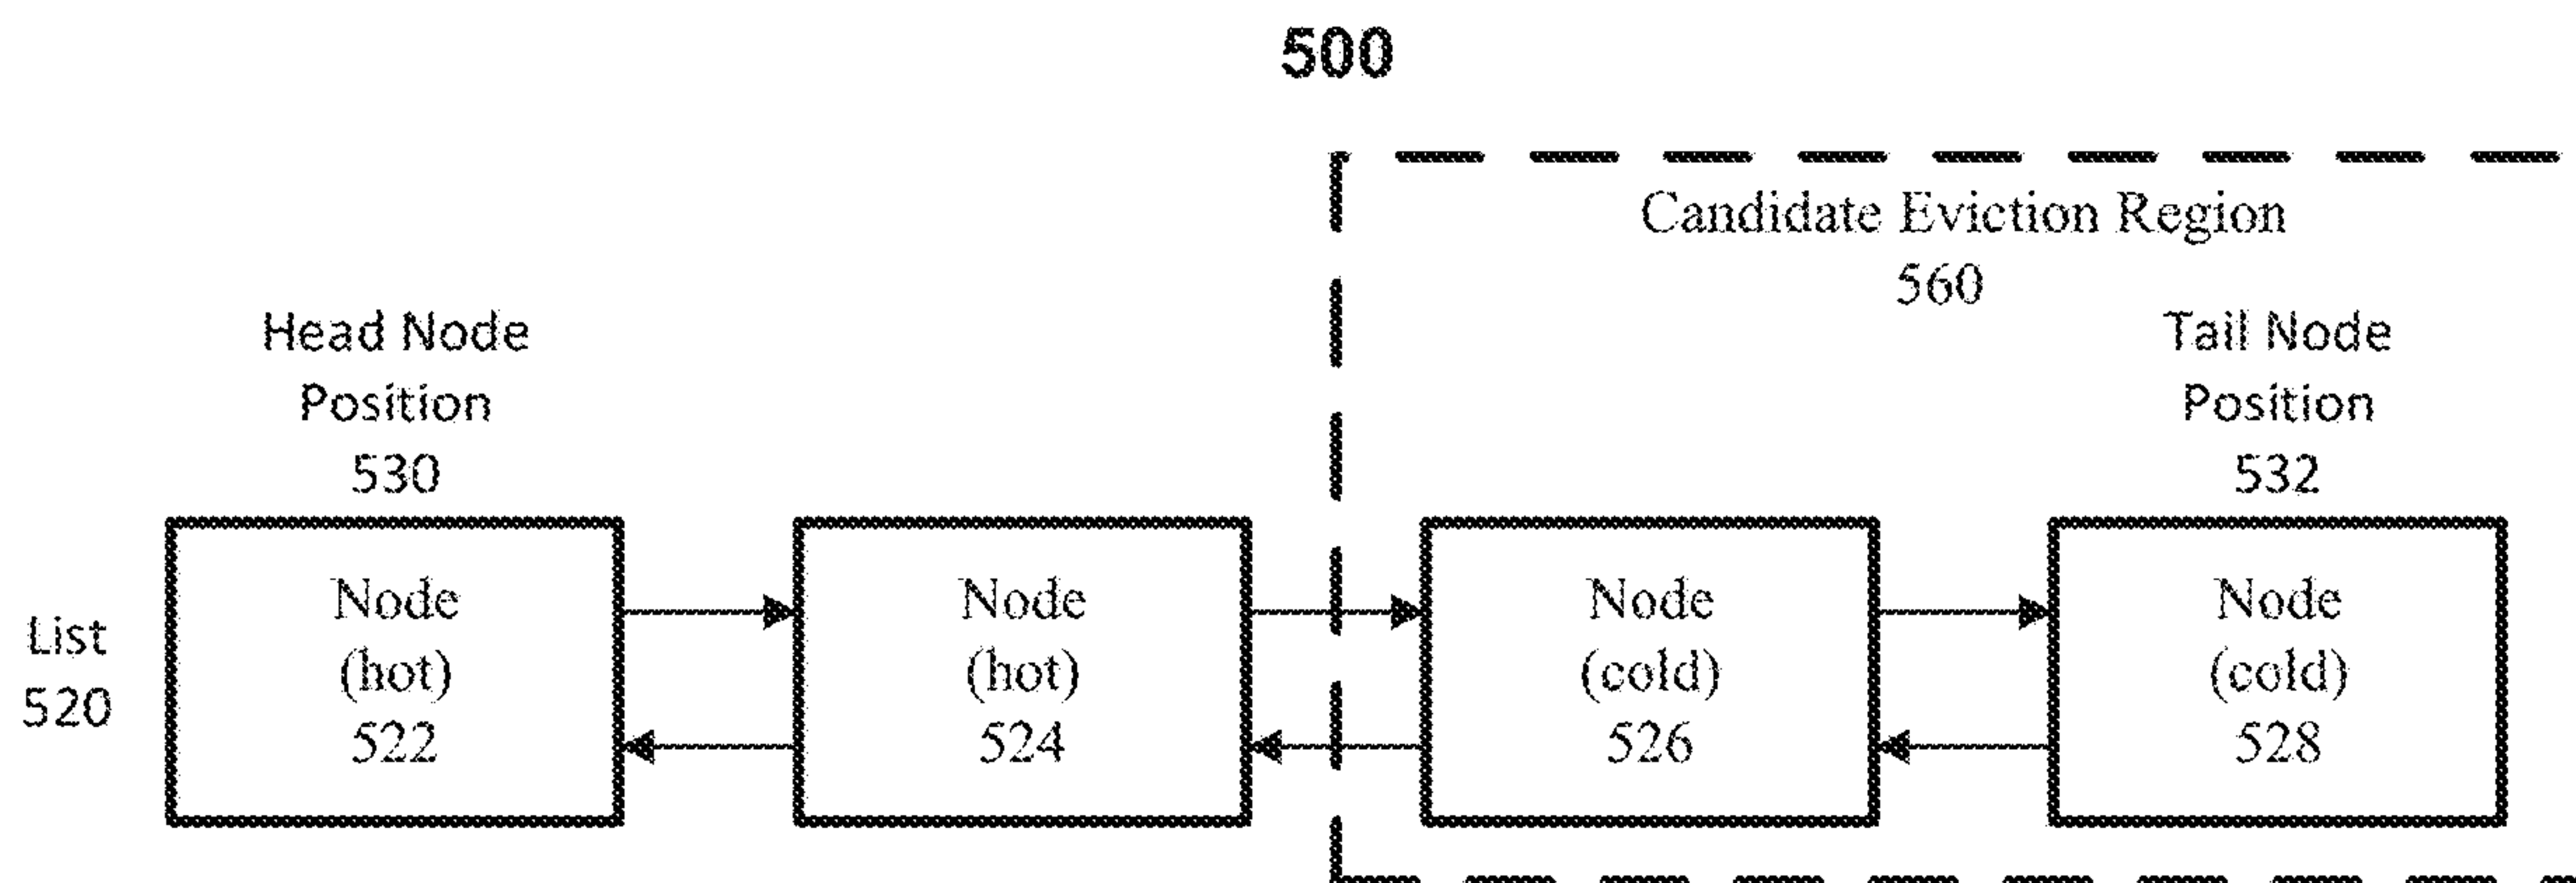 500
Candidate Eviction Region
560
Head Node
Position
530
Tail Node
Position
532
List
520
Node
(hot)
522
Node
(hot)
524
Node
(cold)
526
Node
(cold)
528